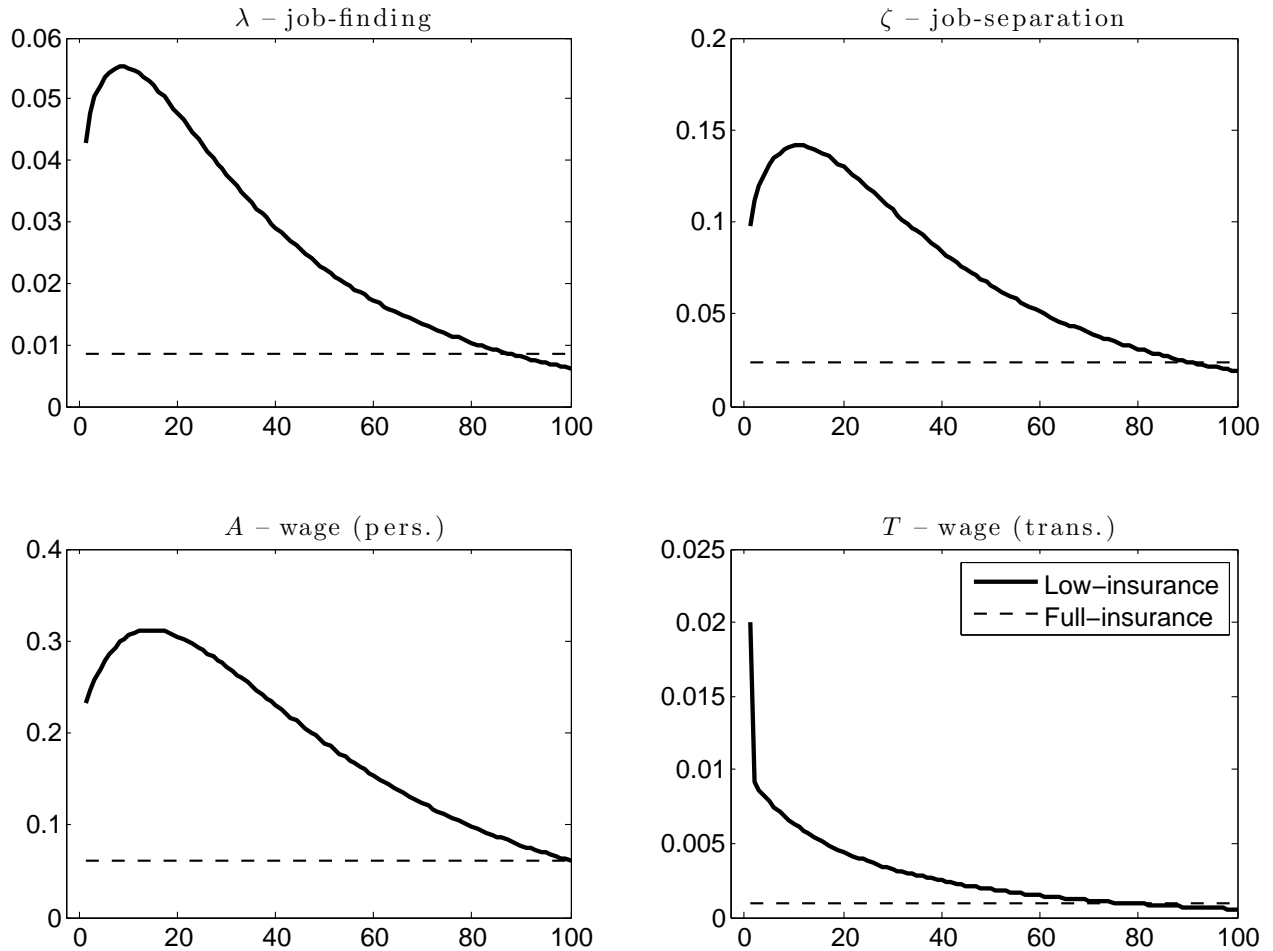 λ – job-finding
0.06
0.05
0.04
0.03
0.02
0.01
0
0 20 40 60 80 100
ζ – job-separation
0.2
0.15
0.1
0.05
0
0 20 40 60 80 100
A – wage (pers.)
0.4
0.3
0.2
0.1
0
0 20 40 60 80 100
T – wage (trans.)
0.025
0.02
0.015
0.01
0.005
0
0 20 40 60 80 100
Low−insurance
Full−insurance